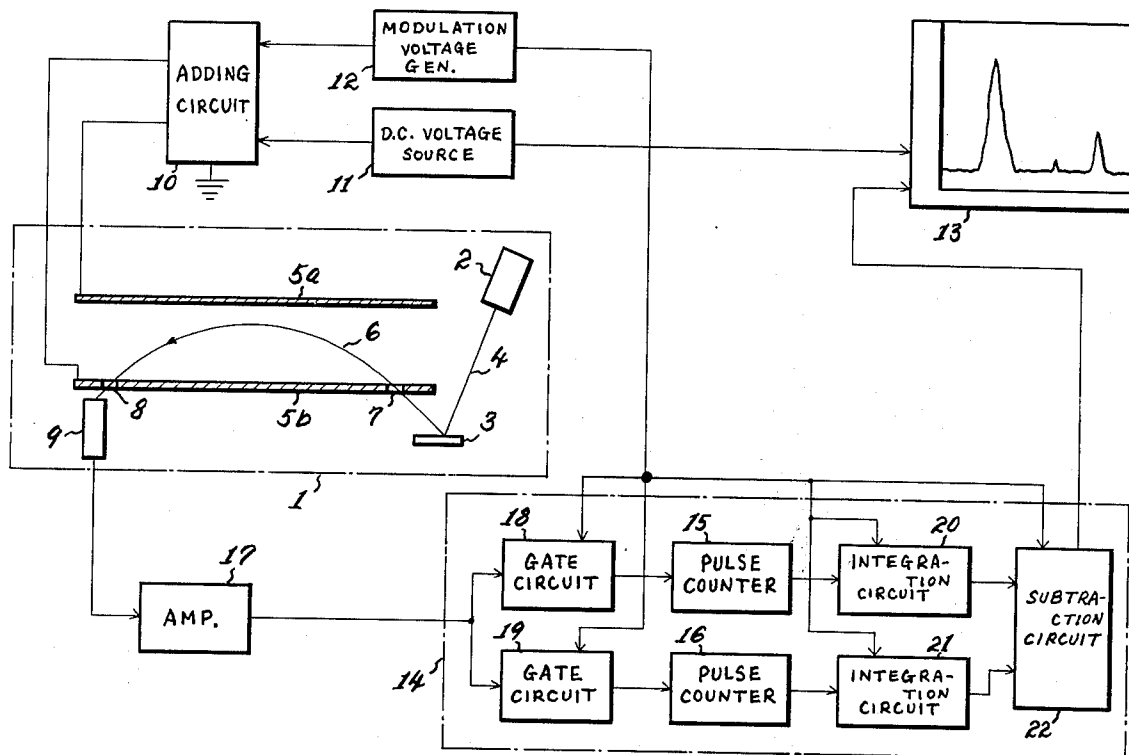 MODULATION
VOLTAGE
GEN.
12
ADDING
CIRCUIT
10
D.C. VOLTAGE
SOURCE
11
13
2
5a
6
4
8
5b
7
3
9
1
17
AMP.
14
18
GATE
CIRCUIT
15
PULSE
COUNTER
20
INTEGRA-
TION
CIRCUIT
SUBTRA-
CTION
CIRCUIT
22
19
GATE
CIRCUIT
16
PULSE
COUNTER
21
INTEGRA-
TION
CIRCUIT